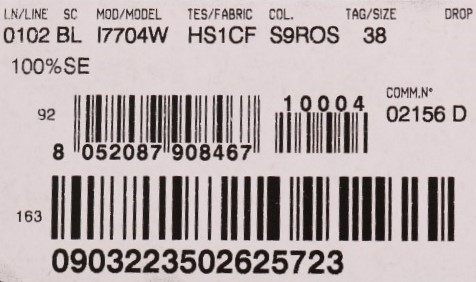 LN/LINE SC MOD/MODEL TES/FABRIC COL. TAG/SIZE DROP
0102 BL I7704W HS1CF S9ROS 38
100%SE
COMM.N°
92 10004 02156 D
8 052087 908467
163
0903223502625723